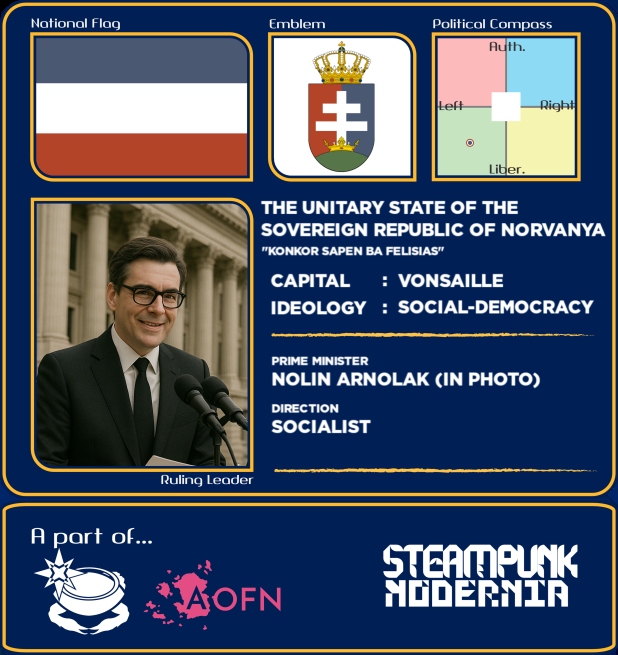 National Flag
Emblem
Political Compass
Auth.
Left
Right
Liber.
THE UNITARY STATE OF THE
SOVEREIGN REPUBLIC OF NORVANYA
"KONKOR SAPEN BA FELISIAS"
CAPITAL : VONSAILLE
IDEOLOGY : SOCIAL-DEMOCRACY
PRIME MINISTER
NOLIN ARNOLAK (IN PHOTO)
DIRECTION
SOCIALIST
Ruling Leader
A part of...
AOFN
STEAMPUNK
MODERNIA